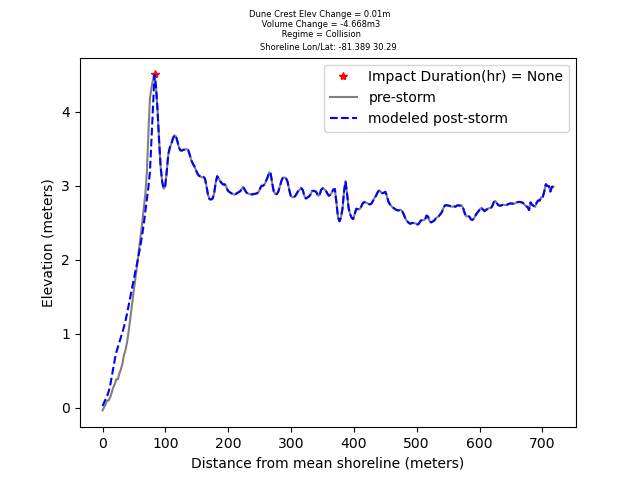 Dune Crest Elev Change = 0.01m
Volume Change = -4.668m3
Regime = Collision
Shoreline Lon/Lat: -81.389 30.29
Impact Duration(hr) = None
pre-storm
modeled post-storm
Elevation (meters)
4
3
2
1
0
0 100 200 300 400 500 600 700
Distance from mean shoreline (meters)